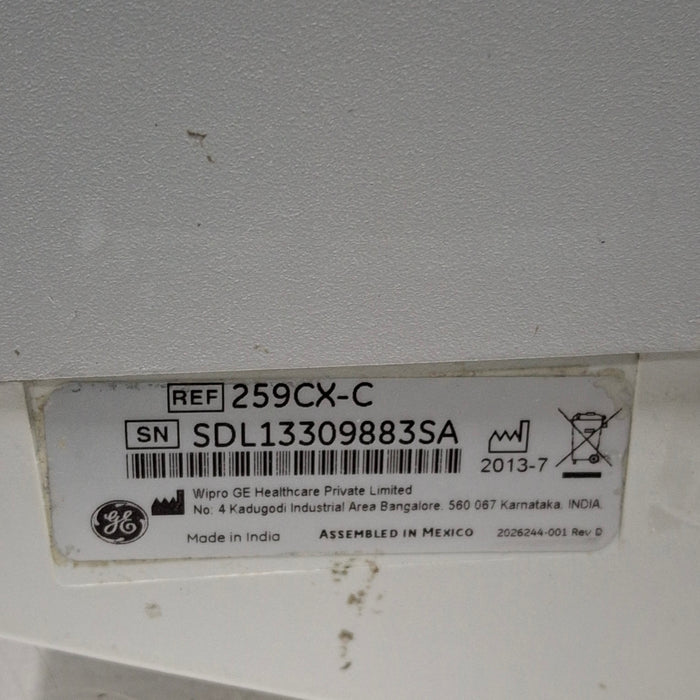 REF 259CX-C
SN SDL13309883SA
2013-7
Wipro GE Healthcare Private Limited
No: 4 Kadugodi Industrial Area Bangalore. 560 067 Karnataka. INDIA.
GE
Made in India ASSEMBLED IN MEXICO 2026244-001 Rev D